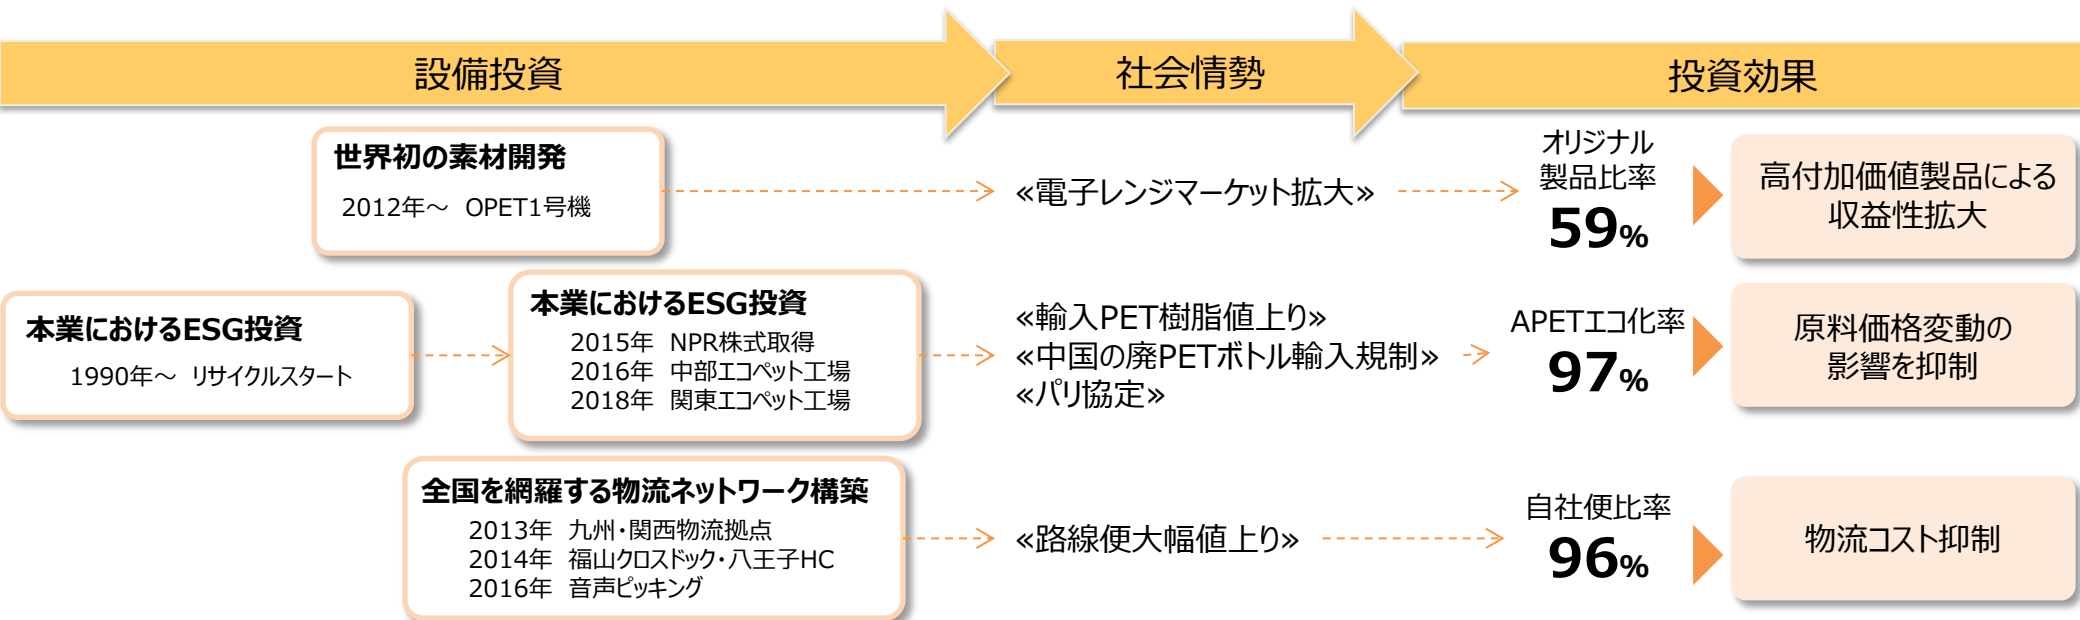 設備投資
社会情勢
投資効果
世界初の素材開発
2012年～ OPET1号機
«電子レンジマーケット拡大»
オリジナル
製品比率
59%
高付加価値製品による
収益性拡大
本業におけるESG投資
1990年～ リサイクルスタート
本業におけるESG投資
2015年 NPR株式取得
2016年 中部エコペット工場
2018年 関東エコペット工場
«輸入PET樹脂値上り»
«中国の廃PETボトル輸入規制»
«パリ協定»
APETエコ化率
97%
原料価格変動の
影響を抑制
全国を網羅する物流ネットワーク構築
2013年 九州・関西物流拠点
2014年 福山クロスドック・八王子HC
2016年 音声ピッキング
«路線便大幅値上り»
自社便比率
96%
物流コスト抑制